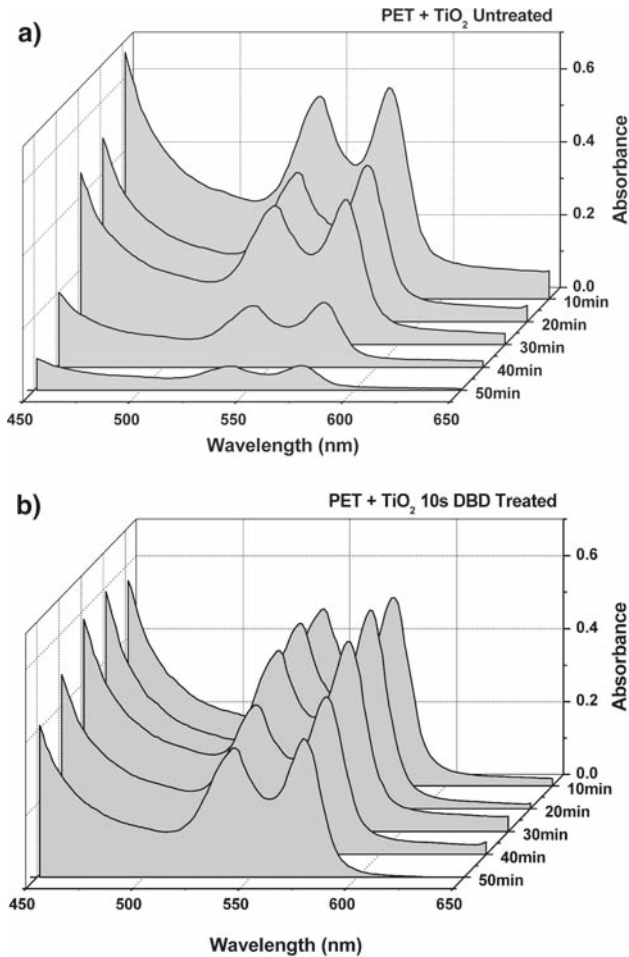 a)
PET + TiO₂ Untreated
0.6
0.4
0.2
0.0
Absorbance
10min
20min
30min
40min
50min
450
500
550
600
650
Wavelength (nm)
b)
PET + TiO₂ 10s DBD Treated
0.6
0.4
0.2
0.0
Absorbance
10min
20min
30min
40min
50min
450
500
550
600
650
Wavelength (nm)